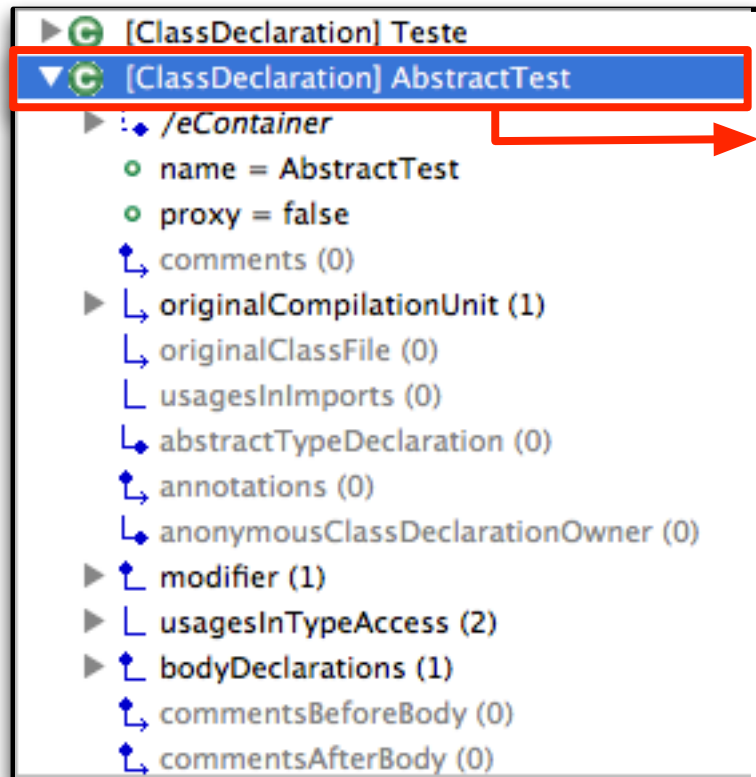 [ClassDeclaration] Teste
[ClassDeclaration] AbstractTest
/eContainer
name = AbstractTest
proxy = false
comments (0)
originalCompilationUnit (1)
originalClassFile (0)
usagesInImports (0)
abstractTypeDeclaration (0)
annotations (0)
anonymousClassDeclarationOwner (0)
modifier (1)
usagesInTypeAccess (2)
bodyDeclarations (1)
commentsBeforeBody (0)
commentsAfterBody (0)